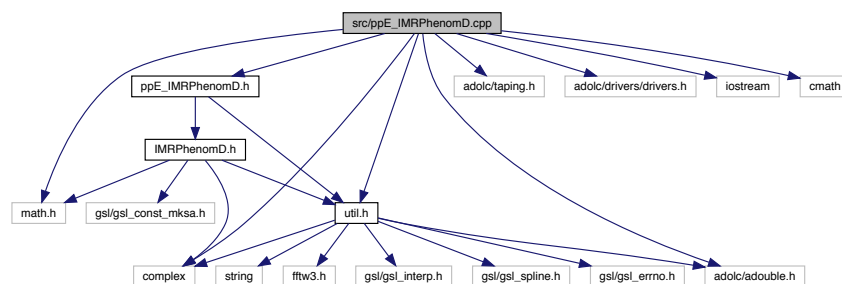 src/ppE_IMRPhenomD.cpp
ppE_IMRPhenomD.h
adolc/taping.h
adolc/drivers/drivers.h
iostream
cmath
IMRPhenomD.h
math.h
gsl/gsl_const_mksa.h
util.h
complex
string
fftw3.h
gsl/gsl_interp.h
gsl/gsl_spline.h
gsl/gsl_errno.h
adolc/adouble.h